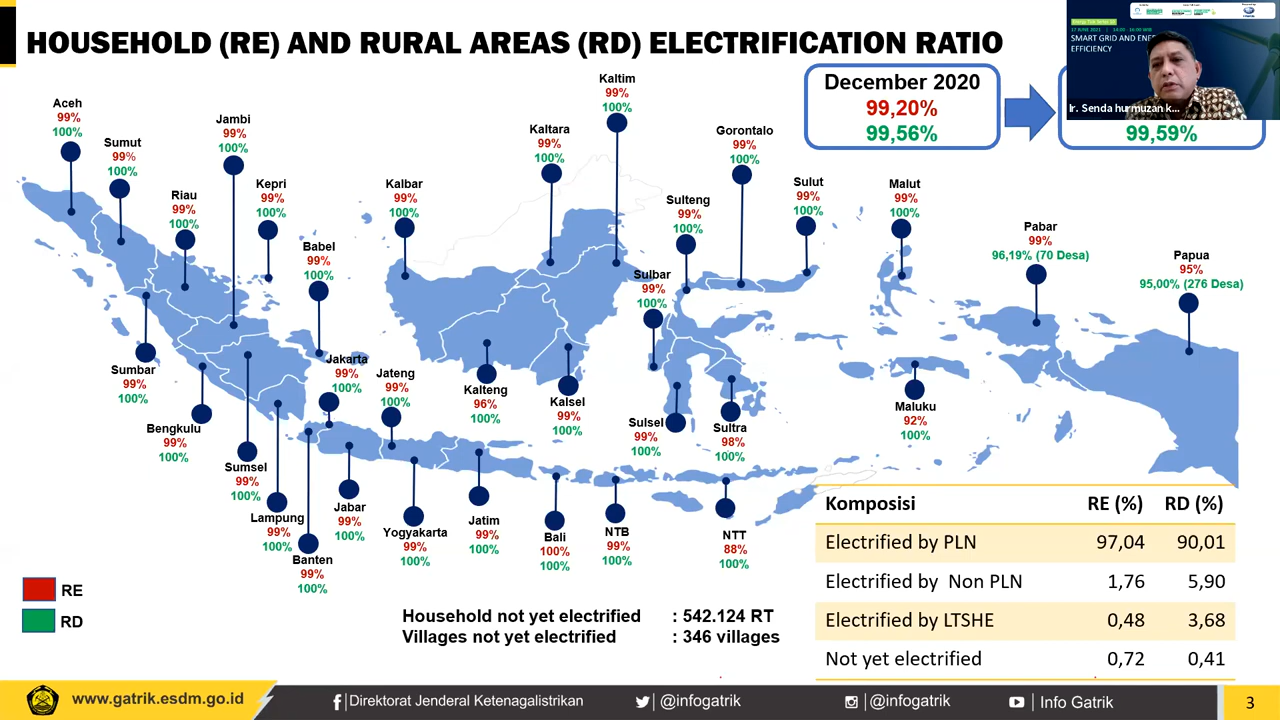 HOUSEHOLD (RE) AND RURAL AREAS (RD) ELECTRIFICATION RATIO
17 JUNE 2021 | 14:00 - 16:00 WIB
SMART GRID AND ENE
EFFICIENCY
Ir. Senda hurmuzan k...
December 2020
99,20%
99,56%
99,59%
Aceh
99%
100%
Sumut
99%
100%
Riau
99%
100%
Jambi
99%
100%
Kepri
99%
100%
Babel
99%
100%
Kalbar
99%
100%
Kaltara
99%
100%
Kaltim
99%
100%
Gorontalo
99%
100%
Sulteng
99%
100%
Sulbar
99%
100%
Sulut
99%
100%
Malut
99%
100%
Pabar
99%
96,19% (70 Desa)
Papua
95%
95,00% (276 Desa)
Sumbar
99%
100%
Bengkulu
99%
100%
Sumsel
99%
100%
Lampung
99%
100%
Banten
99%
100%
Jakarta
99%
100%
Jabar
99%
100%
Jateng
99%
100%
Yogyakarta
99%
100%
Jatim
99%
100%
Kalteng
96%
100%
Kalsel
99%
100%
Bali
100%
100%
NTB
99%
100%
Sulsel
99%
100%
Sultra
98%
100%
NTT
88%
100%
Maluku
92%
100%
RE
RD
Household not yet electrified : 542.124 RT
Villages not yet electrified : 346 villages
Komposisi RE (%) RD (%)
Electrified by PLN 97,04 90,01
Electrified by Non PLN 1,76 5,90
Electrified by LTSHE 0,48 3,68
Not yet electrified 0,72 0,41
www.gatrik.esdm.go.id
Direktorat Jenderal Ketenagalistrikan
@infogatrik
@infogatrik
Info Gatrik
3